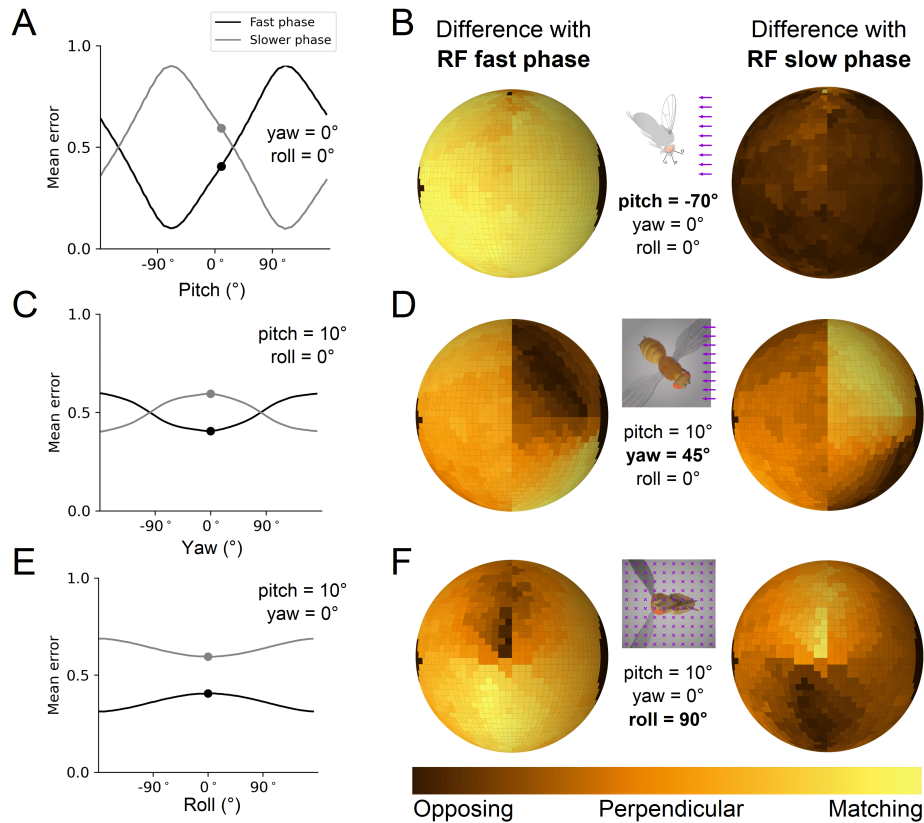 A
Fast phase
Slower phase
1.0
0.5
0.0
Mean error
yaw = 0°
roll = 0°
-90°
0°
90°
Pitch (°)
B
Difference with
RF fast phase
Difference with
RF slow phase
pitch = -70°
yaw = 0°
roll = 0°
C
1.0
0.5
0.0
Mean error
pitch = 10°
roll = 0°
-90°
0°
90°
Yaw (°)
D
pitch = 10°
yaw = 45°
roll = 0°
E
1.0
0.5
0.0
Mean error
pitch = 10°
yaw = 0°
-90°
0°
90°
Roll (°)
F
pitch = 10°
yaw = 0°
roll = 90°
Opposing
Perpendicular
Matching